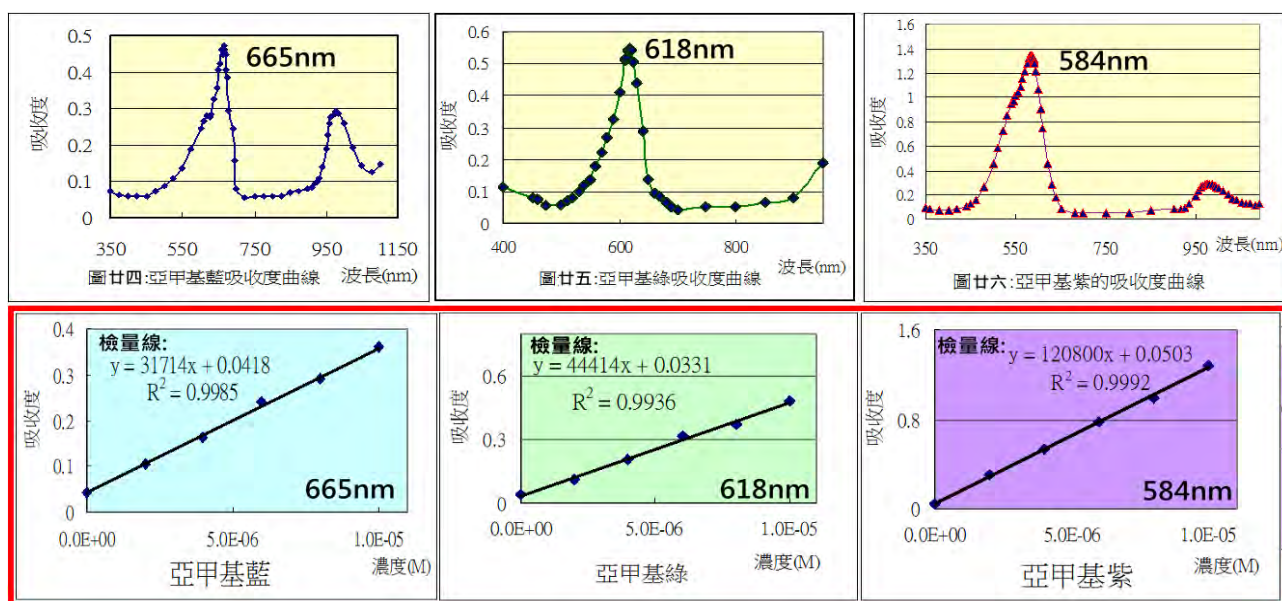 0.5
0.4
0.3
0.2
0.1
0
665nm
吸收度
350
550
750
950
1150
波長(nm)
圖廿四:亞甲基藍吸收度曲線
0.6
0.5
0.4
0.3
0.2
0.1
0
618nm
吸收度
400
600
800
波長(nm)
圖廿五:亞甲基綠吸收度曲線
1.6
1.4
1.2
1.0
0.8
0.6
0.4
0.2
0
584nm
吸收度
350
550
750
950
波長(nm)
圖廿六:亞甲基紫的吸收度曲線
0.4
0.3
0.2
0.1
0
吸收度
檢量線:
y = 31714x + 0.0418
R² = 0.9985
665nm
0.0E+00
5.0E-06
1.0E-05
亞甲基藍
濃度(M)
0.6
0.3
0
吸收度
檢量線:
y = 44414x + 0.0331
R² = 0.9936
618nm
0.0E+00
5.0E-06
1.0E-05
亞甲基綠
濃度(M)
1.6
0.8
0
吸收度
檢量線:
y = 120800x + 0.0503
R² = 0.9992
584nm
0.0E+00
5.0E-06
1.0E-05
亞甲基紫
濃度(M)